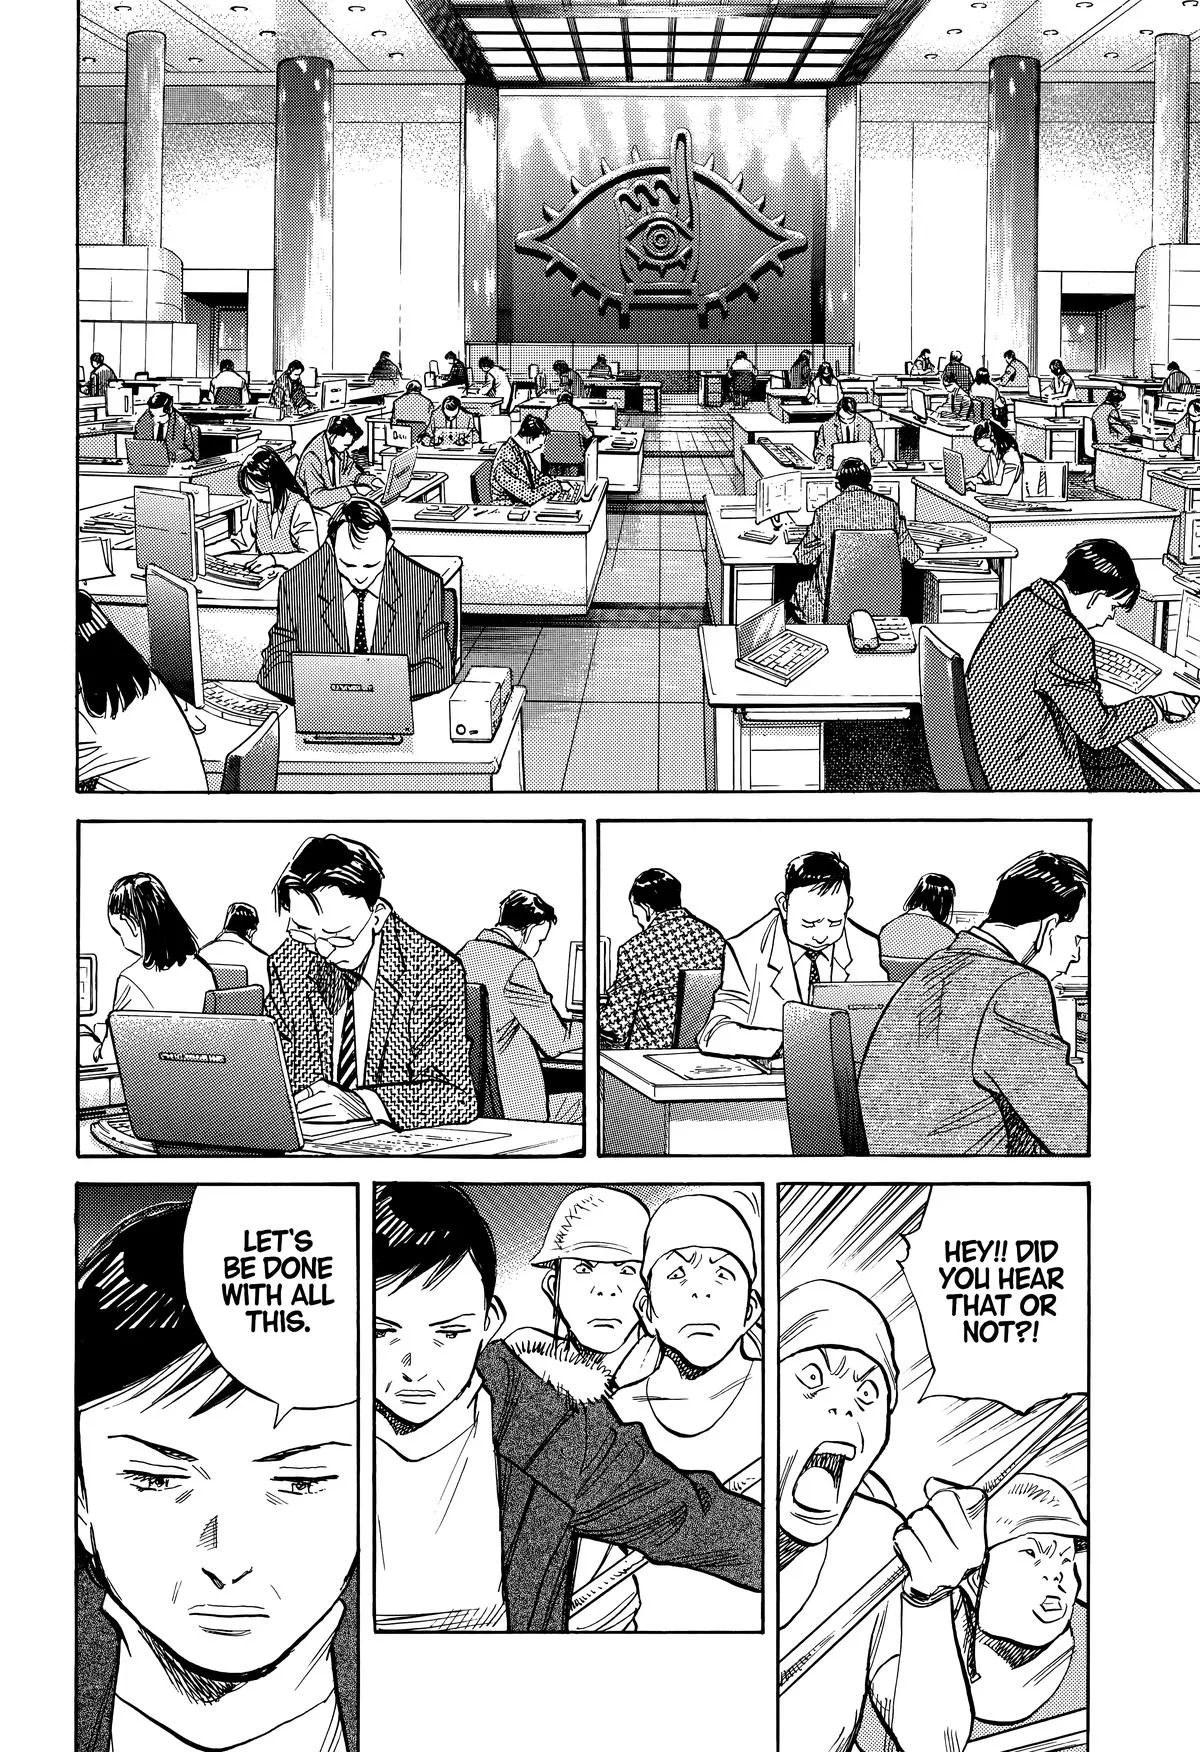 HEY!! DID
YOU HEAR
THAT OR
NOT?!
LET'S
BE DONE
WITH ALL
THIS.